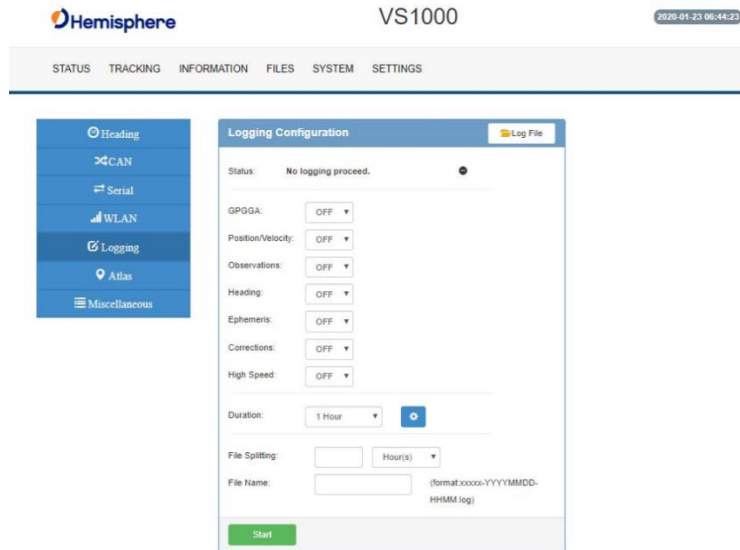 Hemisphere
VS1000
2020-01-23 06:44:23
STATUS TRACKING INFORMATION FILES SYSTEM SETTINGS
Heading
CAN
Serial
WLAN
Logging
Atlas
Miscellaneous
Logging Configuration
Log File
Status: No logging proceed.
GPGGA: OFF
Position/Velocity: OFF
Observations: OFF
Heading: OFF
Ephemeris: OFF
Corrections: OFF
High Speed: OFF
Duration: 1 Hour
File Splitting: Hour(s)
File Name: (format:xxxxx-YYYYMMDD-
HHMM.log)
Start